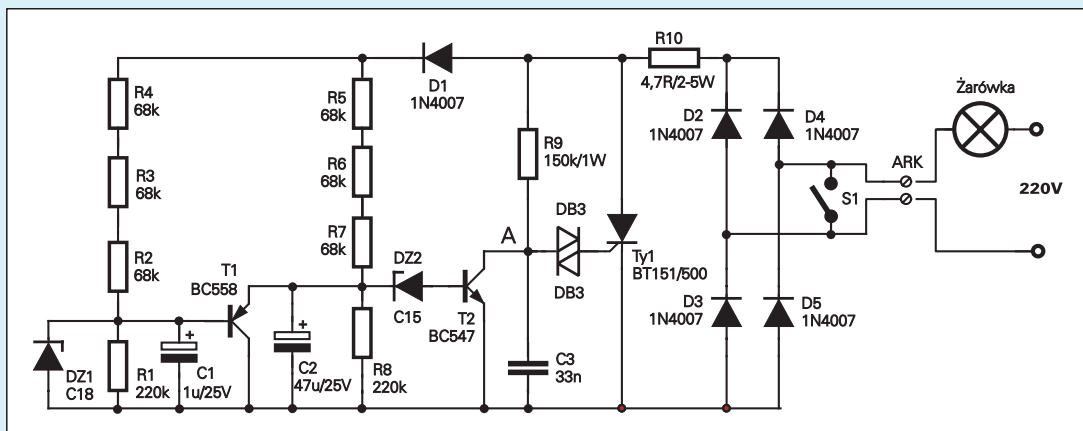 R4
68k
R3
68k
R2
68k
T1
BC558
DZ1
C18
R1
220k
C1
1u/25V
+
C2
47u/25V
+
R5
68k
R6
68k
R7
68k
R8
220k
D1
1N4007
DZ2
C15
T2
BC547
A
R9
150k/1W
DB3
DB3
C3
33n
Ty1
BT151/500
R10
4,7R/2-5W
D2
1N4007
D4
1N4007
D3
1N4007
D5
1N4007
S1
ARK
Żarówka
220V